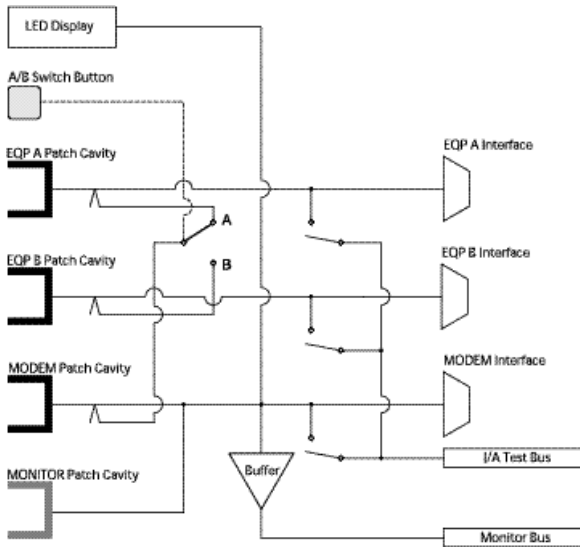 LED Display
A/B Switch Button
EQP A Patch Cavity
EQP A Interface
A
EQP B Patch Cavity
B
EQP B Interface
MODEM Patch Cavity
MODEM Interface
MONITOR Patch Cavity
Buffer
I/A Test Bus
Monitor Bus